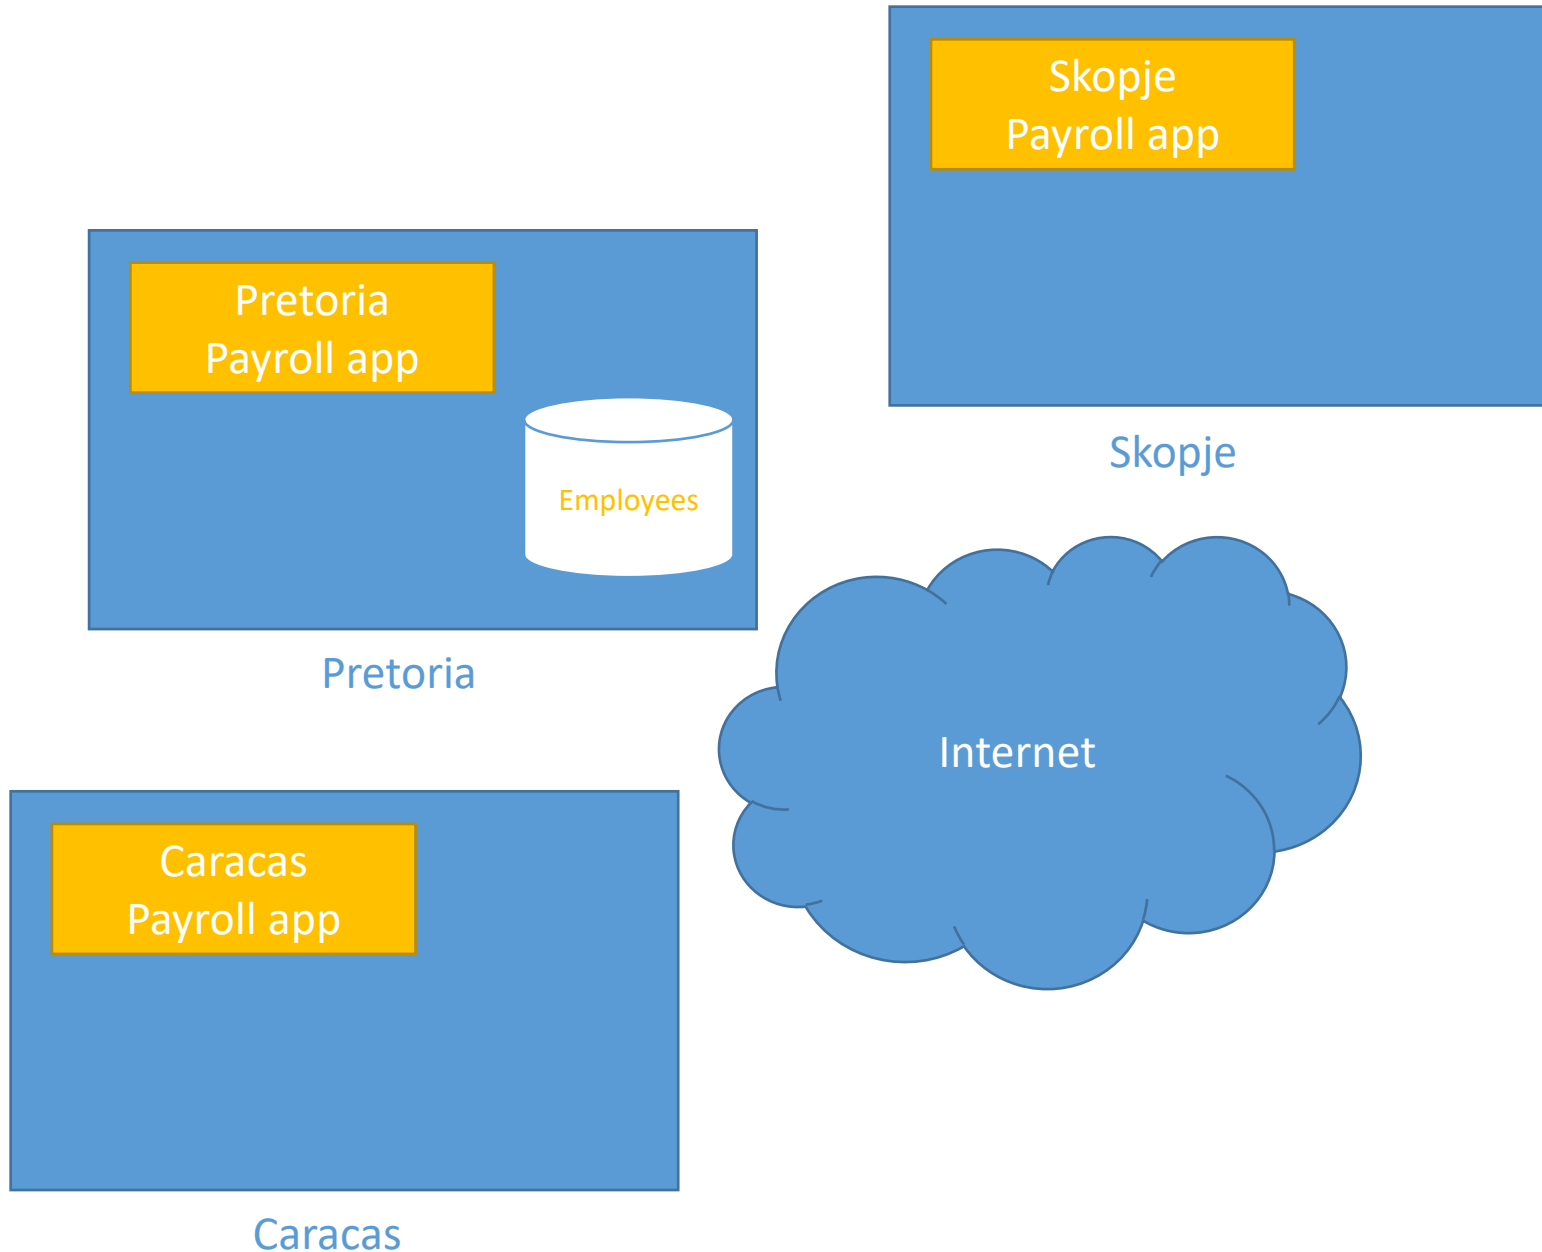 Skopje
Payroll app
Skopje
Pretoria
Payroll app
Employees
Pretoria
Internet
Caracas
Payroll app
Caracas